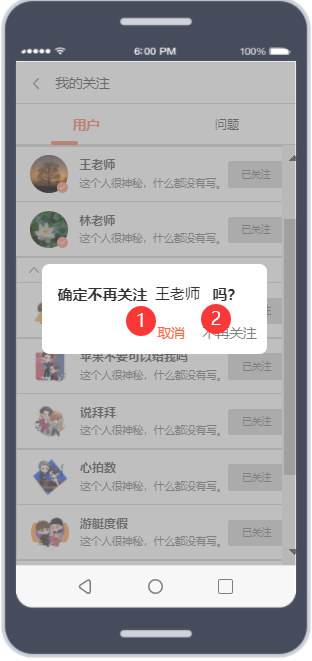 6:00 PM
100%
我的关注
用户
问题
王老师
这个人很神秘，什么都没有写。
已关注
林老师
这个人很神秘，什么都没有写。
已关注
确定不再关注 王老师 吗？
1
2
取消
不再关注
苹果不要可以给我吗
这个人很神秘，什么都没有写。
已关注
说拜拜
这个人很神秘，什么都没有写。
已关注
心拍数
这个人很神秘，什么都没有写。
已关注
游艇度假
这个人很神秘，什么都没有写。
已关注